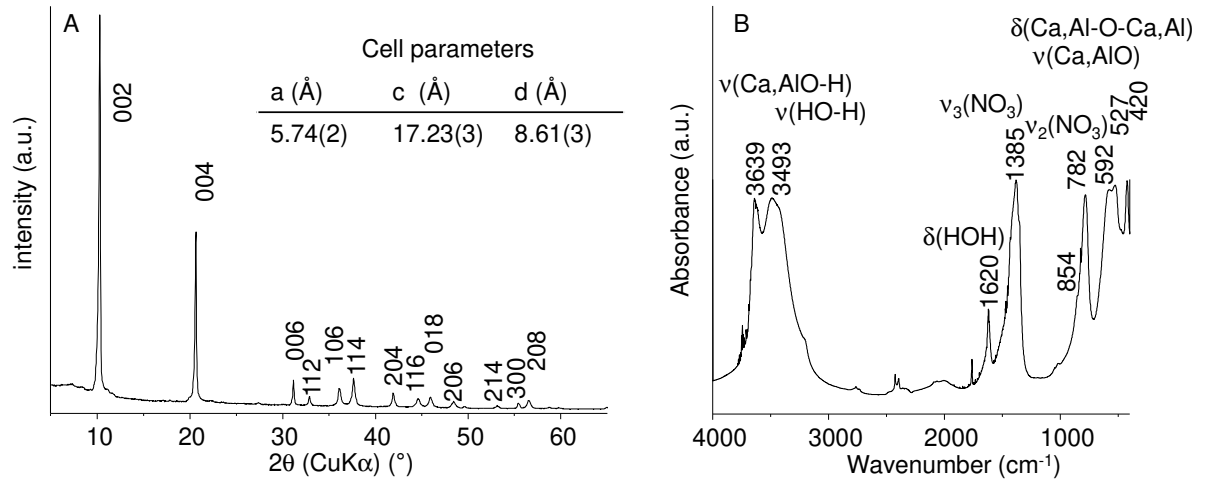 A
Cell parameters
a (Å) c (Å) d (Å)
5.74(2) 17.23(3) 8.61(3)
intensity (a.u.)
002
004
006
112
106
114
204
116
018
206
214
300
208
10 20 30 40 50 60
2θ (CuKα) (°)
B
δ(Ca,Al-O-Ca,Al)
ν(Ca,AlO)
ν(Ca,AlO-H)
ν(HO-H)
ν3(NO3)
ν2(NO3)
δ(HOH)
Absorbance (a.u.)
3639
3493
1620
1385
854
782
592
527
420
4000 3000 2000 1000
Wavenumber (cm-1)